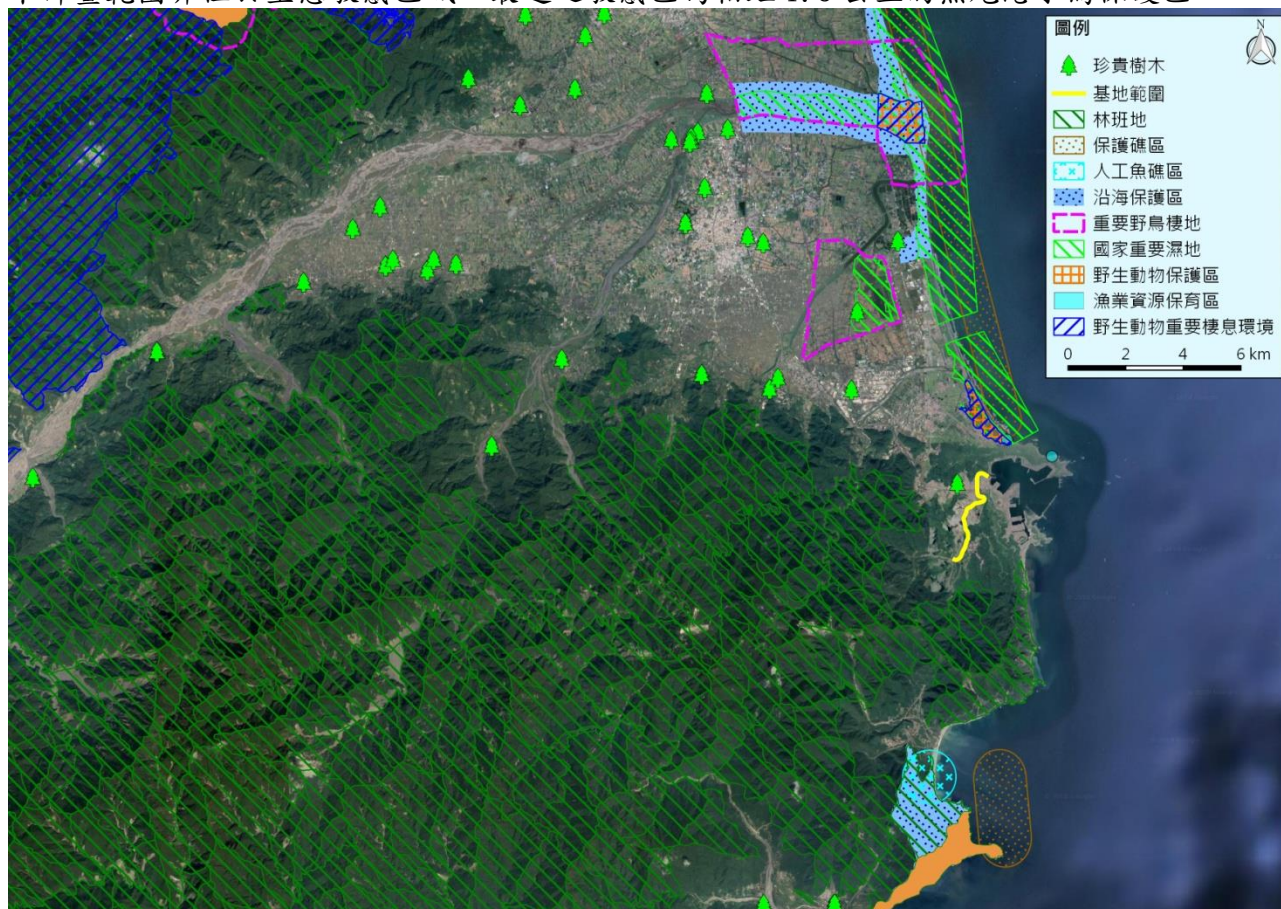 圖例
N
珍貴樹木
基地範圍
林班地
保護礁區
人工魚礁區
沿海保護區
重要野鳥棲地
國家重要濕地
野生動物保護區
漁業資源保育區
野生動物重要棲息環境
0 2 4 6 km